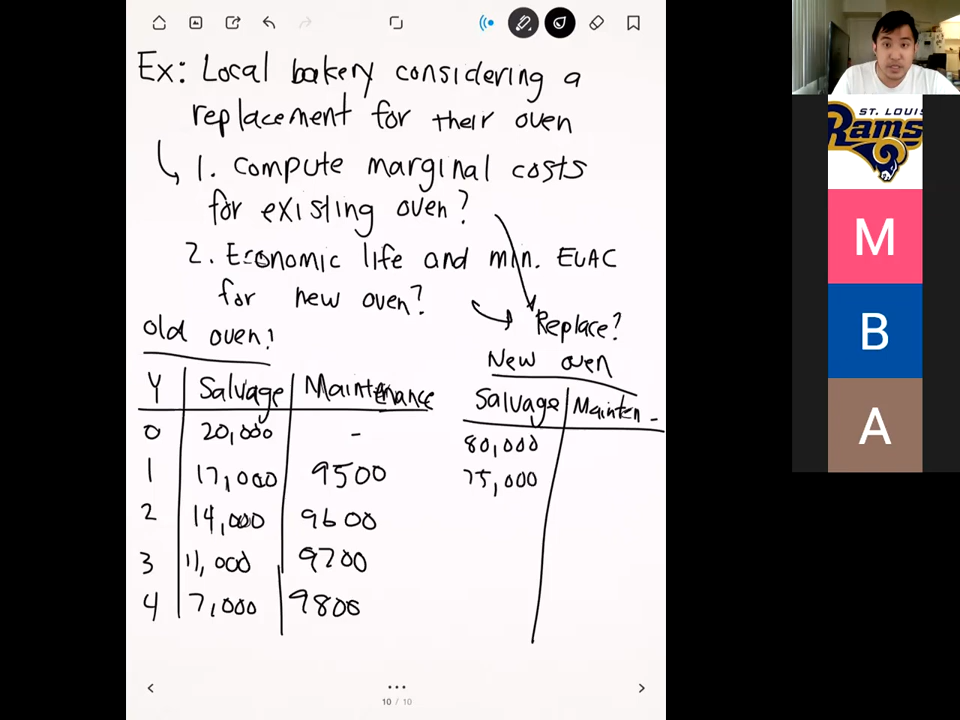 Ex: Local bakery considering a
replacement for their oven
1. Compute marginal costs
for existing oven?
2. Economic life and min. EUAC
for new oven?
Replace?
old oven:
Y Salvage Maintenance
0 20,000 -
1 17,000 9500
2 14,000 9600
3 11,000 9700
4 7,000 9800
New oven
Salvage Mainten -
80,000
75,000
10 / 10
ST. LOUIS
Rams
M
B
A